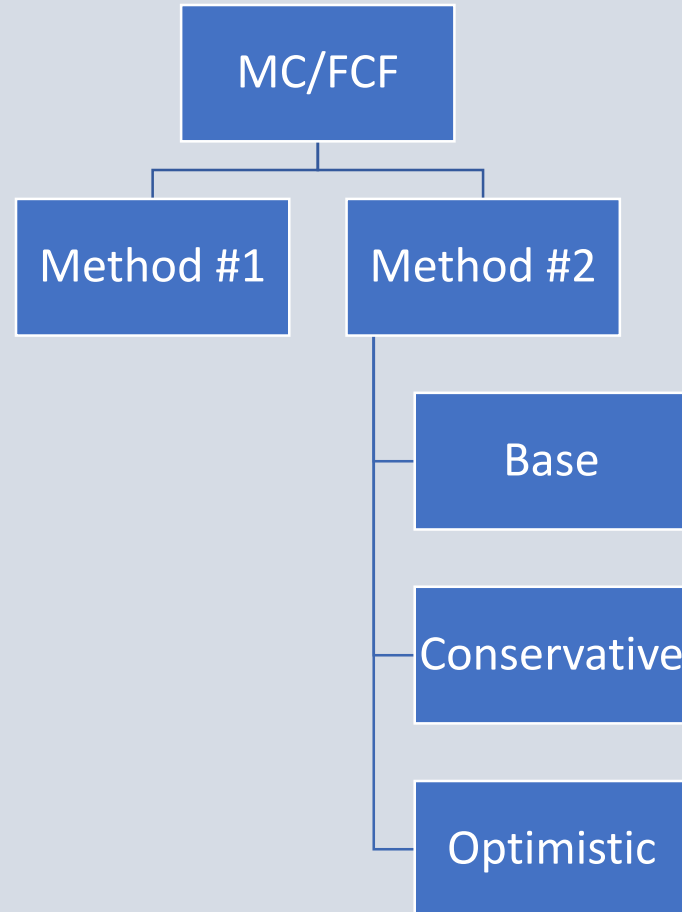 MC/FCF
Method #1
Method #2
Base
Conservative
Optimistic